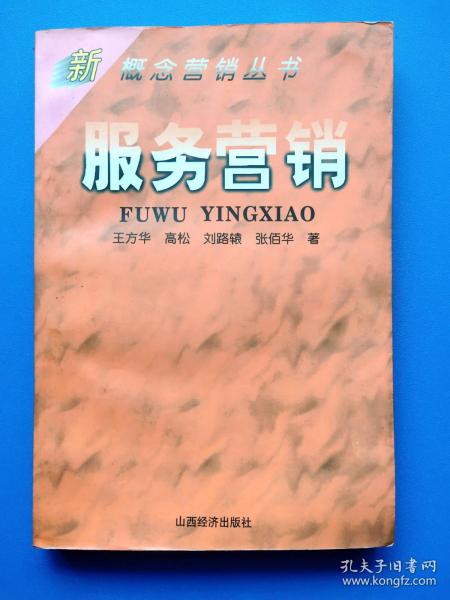 新概念营销丛书
服务营销
FUWU YINGXIAO
王方华 高松 刘路辕 张佰华 著
山西经济出版社
孔夫子旧书网
www.kongfz.com